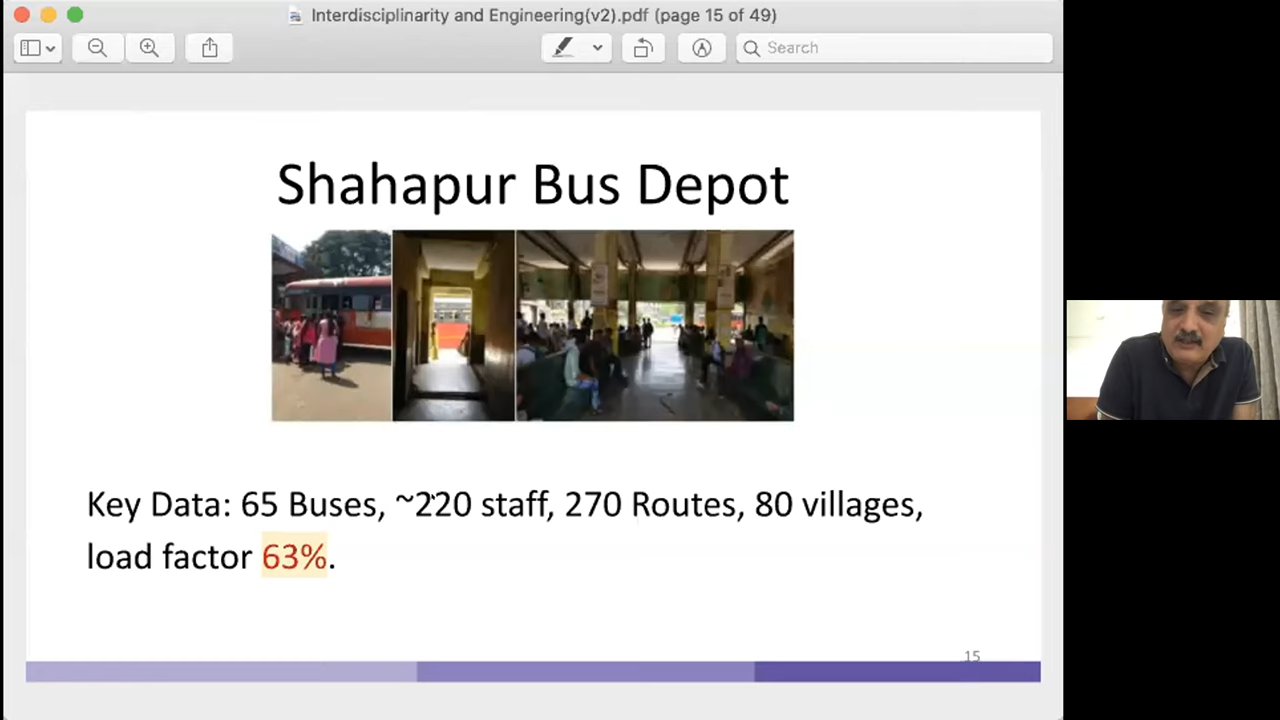 Interdisciplinarity and Engineering(v2).pdf (page 15 of 49)
Search
Shahapur Bus Depot
Key Data: 65 Buses, ~220 staff, 270 Routes, 80 villages,
load factor 63%.
15